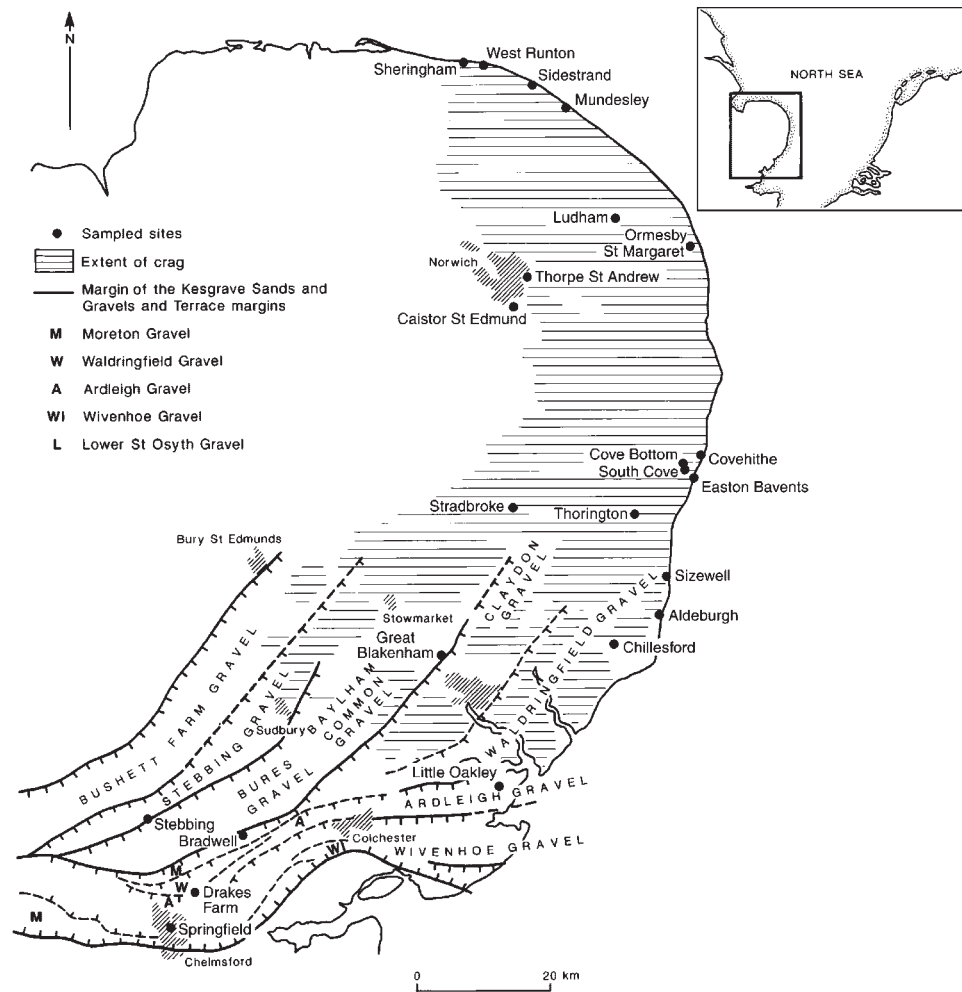 N
NORTH SEA
West Runton
Sheringham
Sidestrand
Mundesley
Ludham
Ormesby
St Margaret
Norwich
Thorpe St Andrew
Caistor St Edmund
Sampled sites
Extent of crag
Margin of the Kesgrave Sands and
Gravels and Terrace margins
M Moreton Gravel
W Waldringfield Gravel
A Ardleigh Gravel
WI Wivenhoe Gravel
L Lower St Osyth Gravel
Cove Bottom
Covehithe
South Cove
Easton Bavents
Stradbroke
Thorington
Bury St Edmunds
Sizewell
Stowmarket
Aldeburgh
Great
Blakenham
Chillesford
CLAYDON
GRAVEL
WALDRINGFIELD GRAVEL
BUSHETT FARM GRAVEL
STEBBING GRAVEL
BAYLHAM
COMMON
GRAVEL
Sudbury
BURES
GRAVEL
Little Oakley
ARDLEIGH GRAVEL
Stebbing
Bradwell
A
Colchester
WI
WIVENHOE GRAVEL
M
W
A
Drakes
Farm
M
Springfield
Chelmsford
0 20 km